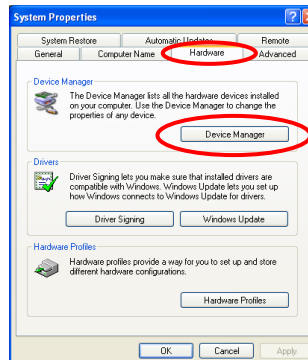 System Properties
System Restore Automatic Updates Remote
General Computer Name Hardware Advanced
Device Manager
The Device Manager lists all the hardware devices installed
on your computer. Use the Device Manager to change the
properties of any device.
Device Manager
Drivers
Driver Signing lets you make sure that installed drivers are
compatible with Windows. Windows Update lets you set up
how Windows connects to Windows Update for drivers.
Driver Signing Windows Update
Hardware Profiles
Hardware profiles provide a way for you to set up and store
different hardware configurations.
Hardware Profiles
OK Cancel Apply